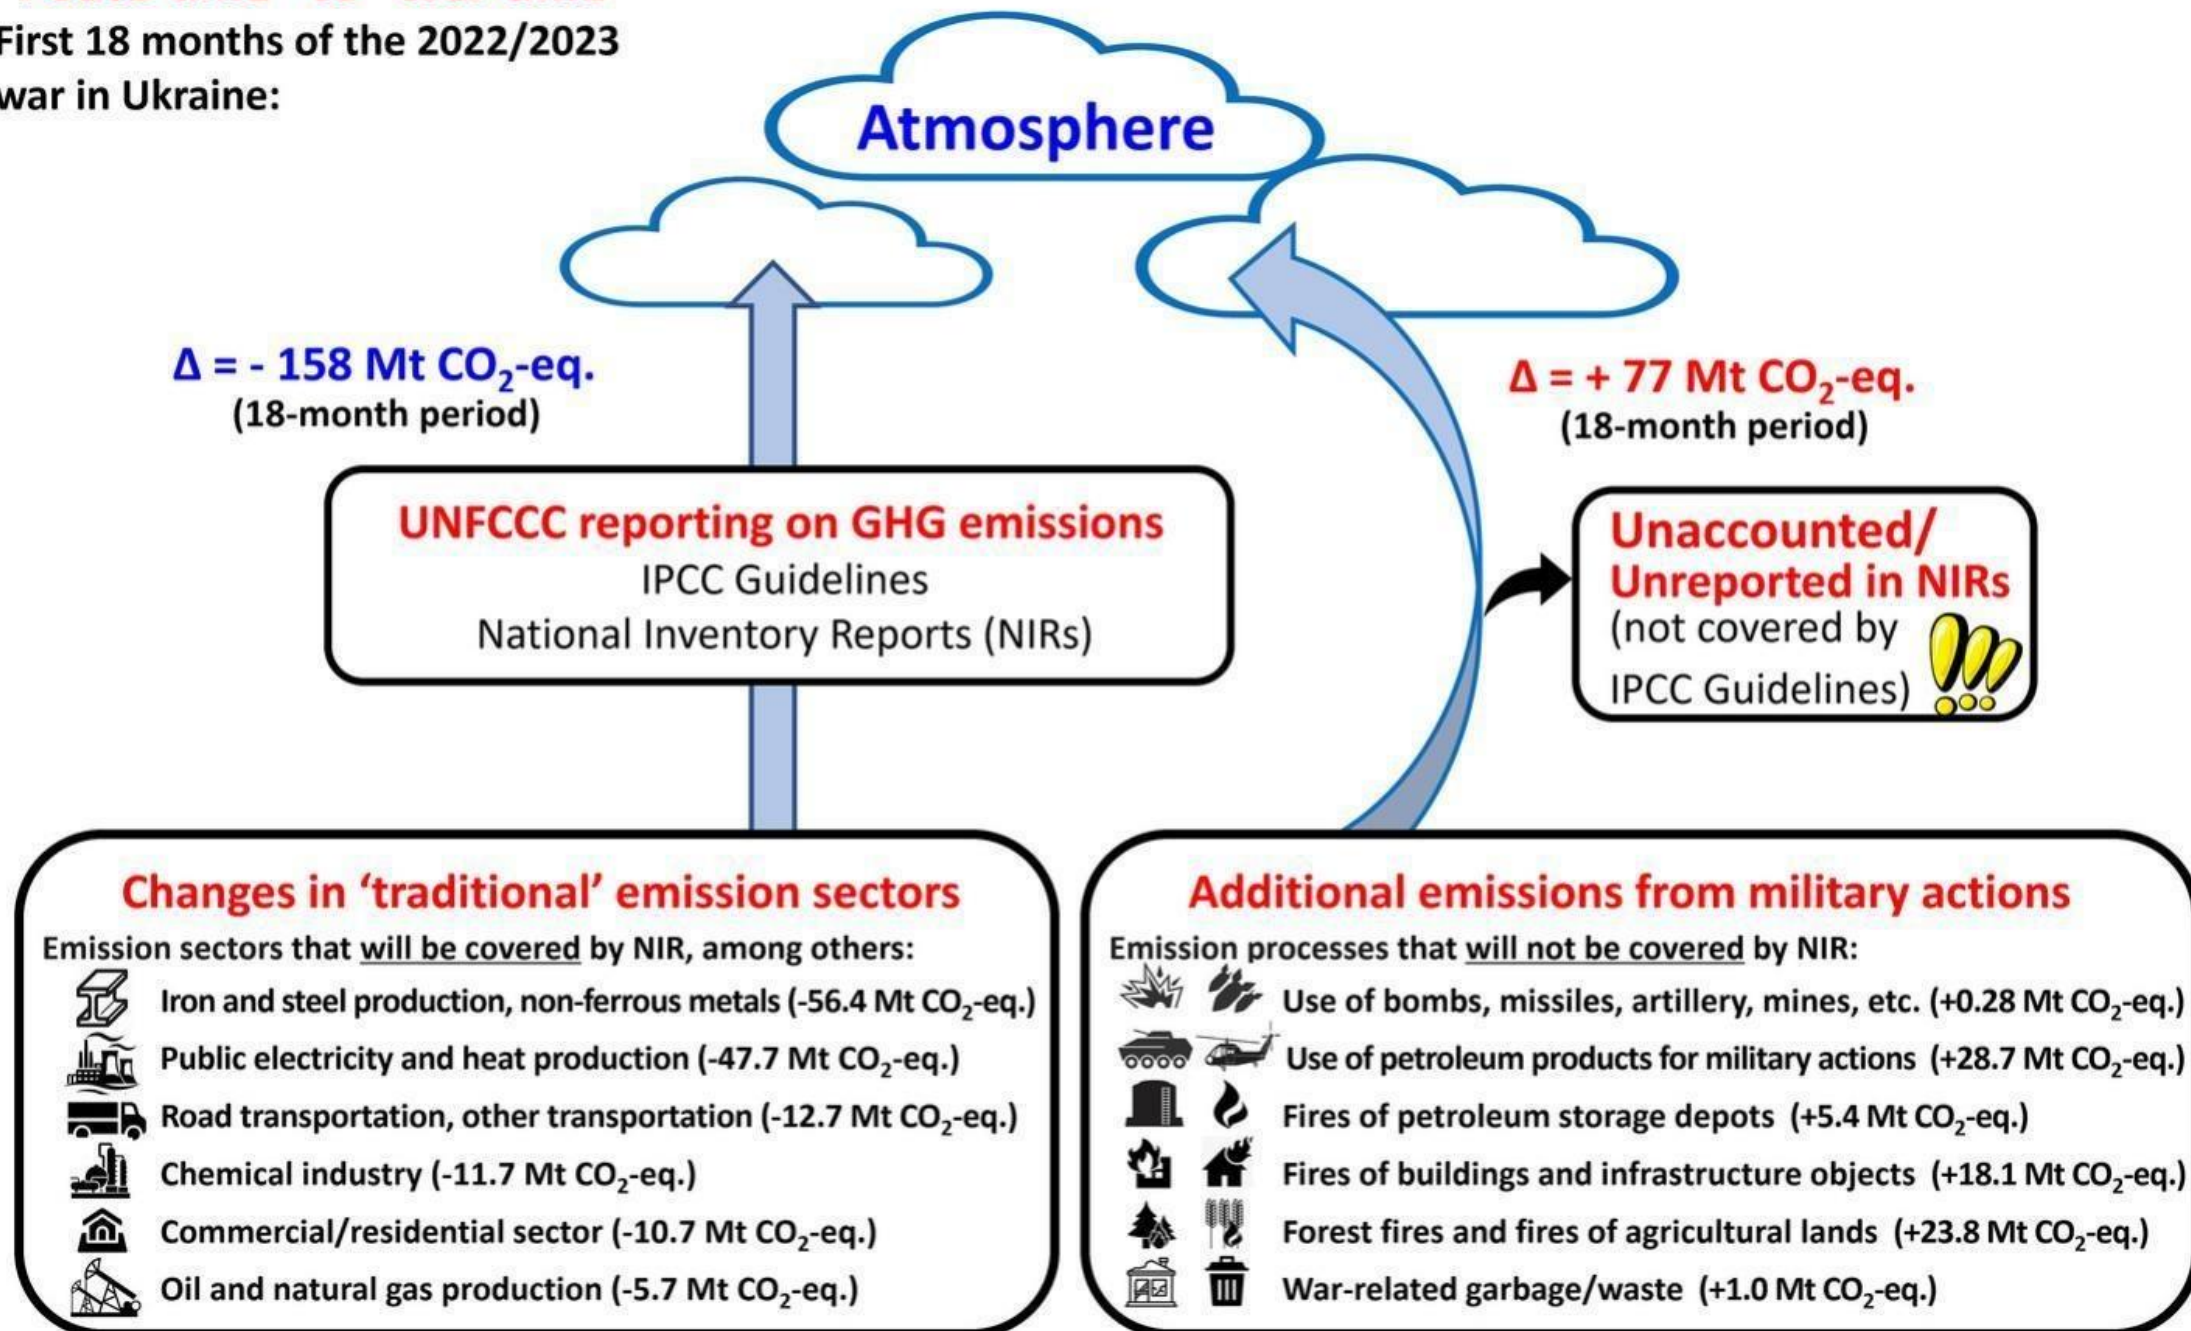 First 18 months of the 2022/2023
war in Ukraine:
Atmosphere
Δ = - 158 Mt CO₂-eq.
(18-month period)
Δ = + 77 Mt CO₂-eq.
(18-month period)
UNFCCC reporting on GHG emissions
IPCC Guidelines
National Inventory Reports (NIRs)
Unaccounted/
Unreported in NIRs
(not covered by
IPCC Guidelines)
!!!
Changes in ‘traditional’ emission sectors
Emission sectors that will be covered by NIR, among others:
Iron and steel production, non-ferrous metals (-56.4 Mt CO₂-eq.)
Public electricity and heat production (-47.7 Mt CO₂-eq.)
Road transportation, other transportation (-12.7 Mt CO₂-eq.)
Chemical industry (-11.7 Mt CO₂-eq.)
Commercial/residential sector (-10.7 Mt CO₂-eq.)
Oil and natural gas production (-5.7 Mt CO₂-eq.)
Additional emissions from military actions
Emission processes that will not be covered by NIR:
Use of bombs, missiles, artillery, mines, etc. (+0.28 Mt CO₂-eq.)
Use of petroleum products for military actions (+28.7 Mt CO₂-eq.)
Fires of petroleum storage depots (+5.4 Mt CO₂-eq.)
Fires of buildings and infrastructure objects (+18.1 Mt CO₂-eq.)
Forest fires and fires of agricultural lands (+23.8 Mt CO₂-eq.)
War-related garbage/waste (+1.0 Mt CO₂-eq.)